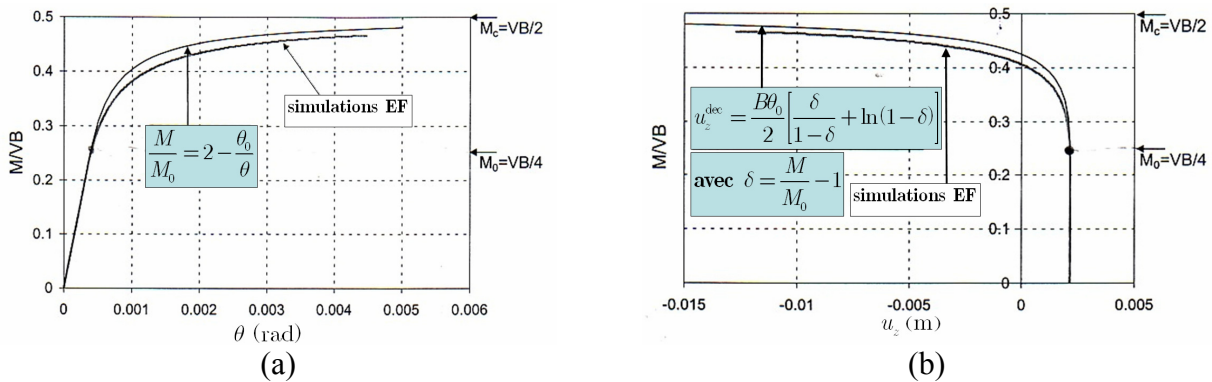 M_c=VB/2
M_0=VB/4
M/VB
0.5
0.4
0.3
0.2
0.1
0
0 0.001 0.002 0.003 0.004 0.005 0.006
θ (rad)
simulations EF
M/M_0 = 2 − θ_0/θ
(a)
M_c=VB/2
M_0=VB/4
M/VB
0.5
0.4
0.3
0.2
0.1
0
-0.015 -0.01 -0.005 0 0.005
u_z (m)
u_z^dec = Bθ_0/2 [δ/(1−δ) + ln(1−δ)]
avec δ = M/M_0 − 1
simulations EF
(b)